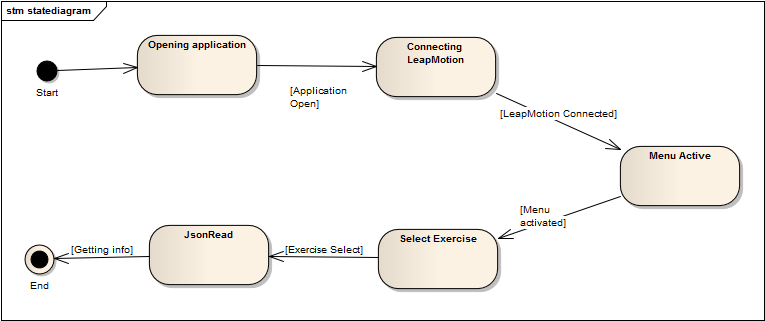 stm statediagram
Opening application
Connecting
LeapMotion
Start
[Application
Open]
[LeapMotion Connected]
Menu Active
[Menu
activated]
Select Exercise
[Exercise Select]
JsonRead
[Getting info]
End